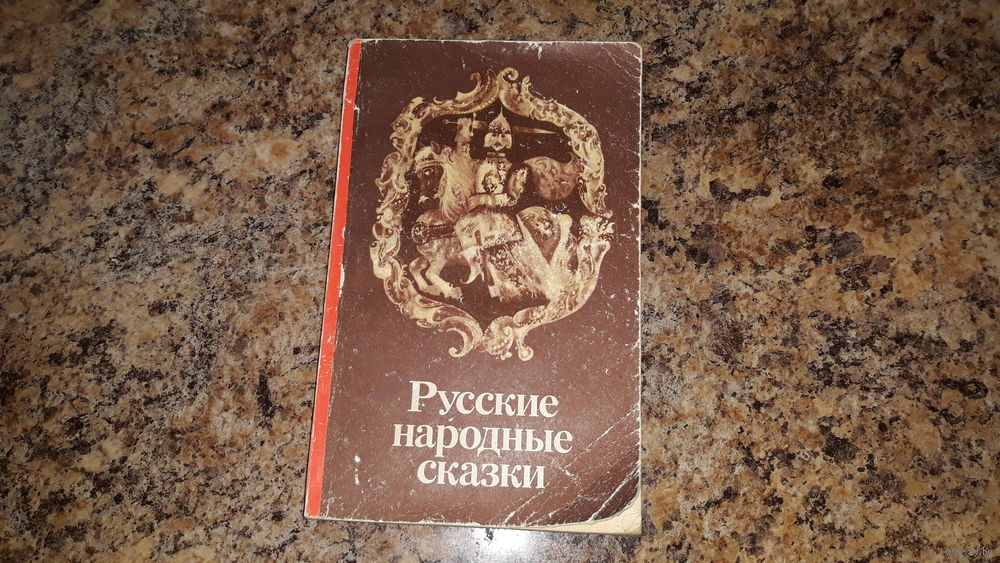 Русские
народные
сказки